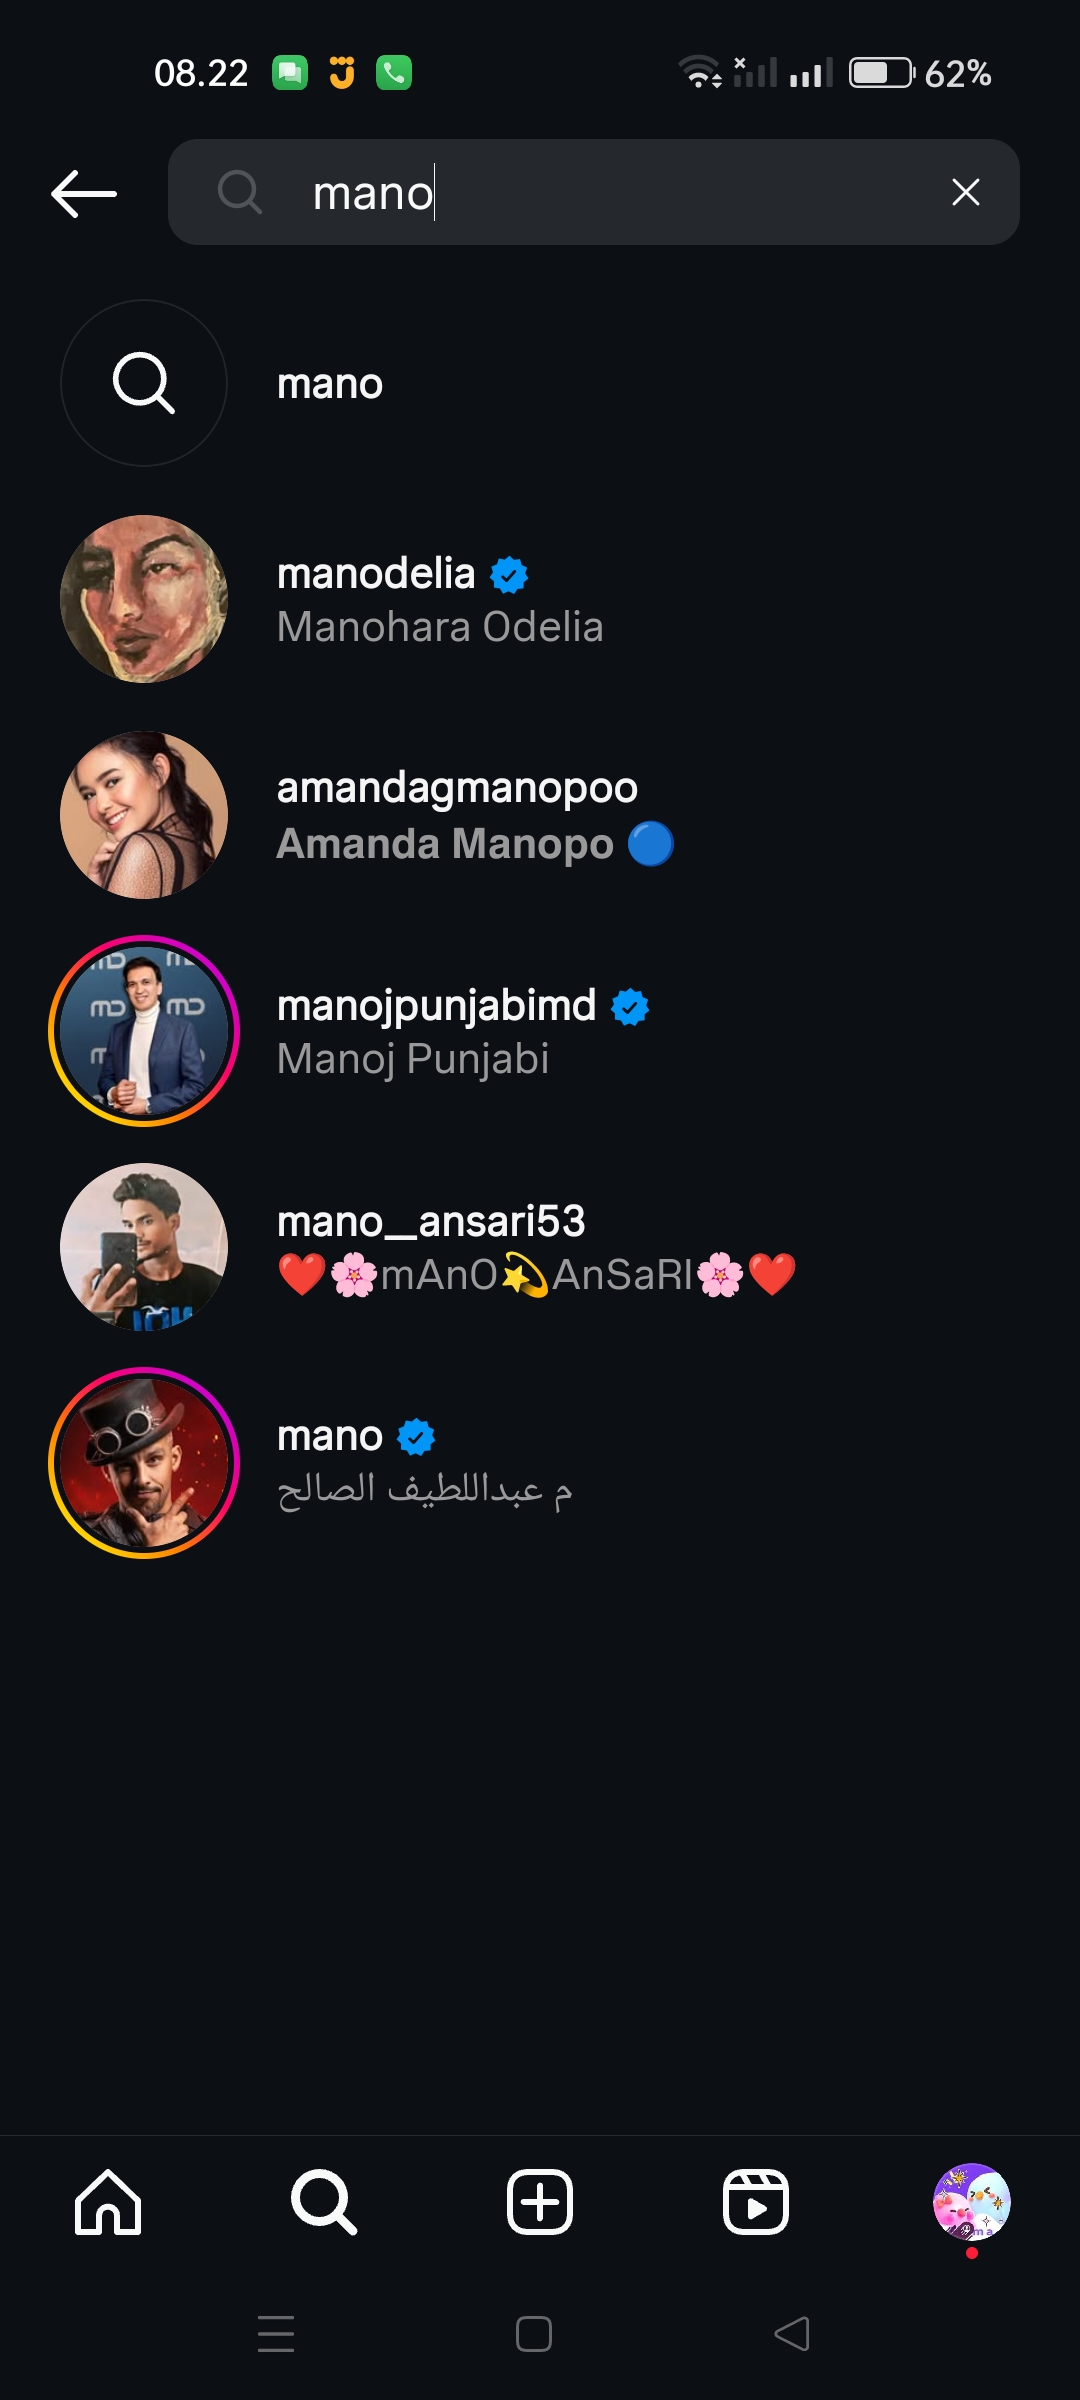 08.22
62%
mano
mano
manodelia
Manohara Odelia
amandagmanopoo
Amanda Manopo 🔵
manojpunjabimd
Manoj Punjabi
mano__ansari53
❤️🌸mAnO💫AnSaRI🌸❤️
mano
م عبداللطيف الصالح